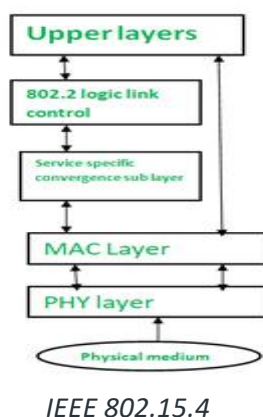 Upper layers
802.2 logic link
control
Service specific
convergence sub layer
MAC Layer
PHY layer
Physical medium
IEEE 802.15.4